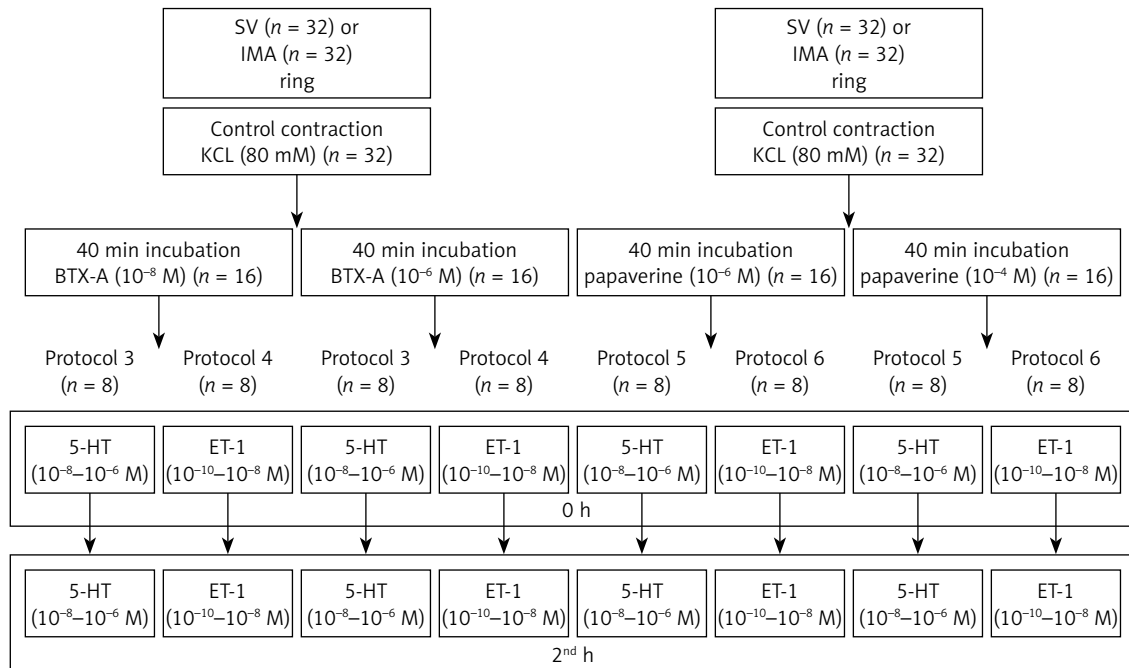 SV (n = 32) or
IMA (n = 32)
ring
SV (n = 32) or
IMA (n = 32)
ring
Control contraction
KCL (80 mM) (n = 32)
Control contraction
KCL (80 mM) (n = 32)
40 min incubation
BTX-A (10⁻⁸ M) (n = 16)
40 min incubation
BTX-A (10⁻⁶ M) (n = 16)
40 min incubation
papaverine (10⁻⁶ M) (n = 16)
40 min incubation
papaverine (10⁻⁴ M) (n = 16)
Protocol 3
(n = 8)
Protocol 4
(n = 8)
Protocol 3
(n = 8)
Protocol 4
(n = 8)
Protocol 5
(n = 8)
Protocol 6
(n = 8)
Protocol 5
(n = 8)
Protocol 6
(n = 8)
5-HT
(10⁻⁸–10⁻⁶ M)
ET-1
(10⁻¹⁰–10⁻⁸ M)
5-HT
(10⁻⁸–10⁻⁶ M)
ET-1
(10⁻¹⁰–10⁻⁸ M)
5-HT
(10⁻⁸–10⁻⁶ M)
ET-1
(10⁻¹⁰–10⁻⁸ M)
5-HT
(10⁻⁸–10⁻⁶ M)
ET-1
(10⁻¹⁰–10⁻⁸ M)
0 h
5-HT
(10⁻⁸–10⁻⁶ M)
ET-1
(10⁻¹⁰–10⁻⁸ M)
5-HT
(10⁻⁸–10⁻⁶ M)
ET-1
(10⁻¹⁰–10⁻⁸ M)
5-HT
(10⁻⁸–10⁻⁶ M)
ET-1
(10⁻¹⁰–10⁻⁸ M)
5-HT
(10⁻⁸–10⁻⁶ M)
ET-1
(10⁻¹⁰–10⁻⁸ M)
2ⁿᵈ h